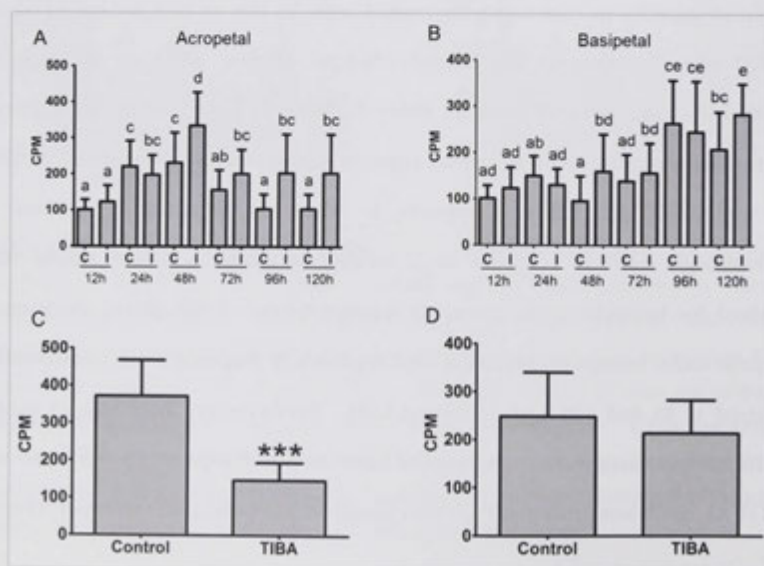 A
Acropetal
500
400
300
200
100
0
CPM
a a c bc c d ab bc a bc a bc
C I C I C I C I C I C I
12h 24h 48h 72h 96h 120h
B
Basipetal
400
300
200
100
0
CPM
ad ad ab ad a bd ad bd ce ce bc e
C I C I C I C I C I C I
12h 24h 48h 72h 96h 120h
C
500
400
300
200
100
0
CPM
***
Control TIBA
D
400
300
200
100
0
CPM
Control TIBA